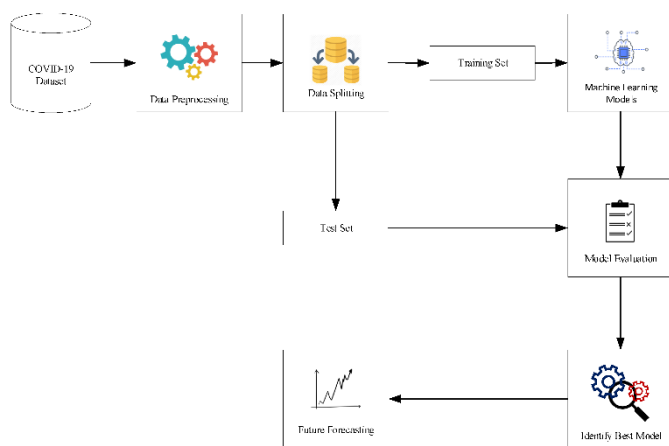 COVID-19
Dataset
Data Preprocessing
Data Splitting
Training Set
Machine Learning
Models
Test Set
Model Evaluation
Future Forecasting
Identify Best Model